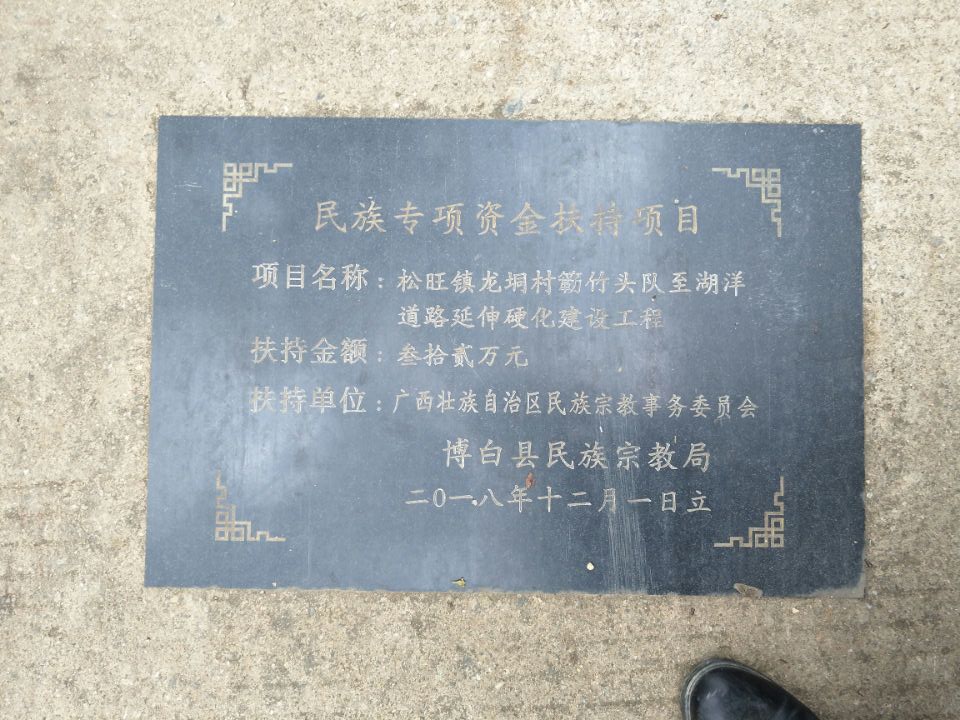 民族专项资金扶持项目
项目名称：松旺镇龙垌村簕竹头队至湖洋
道路延伸硬化建设工程
扶持金额：叁拾贰万元
扶持单位：广西壮族自治区民族宗教事务委员会
博白县民族宗教局
二0一八年十二月一日立